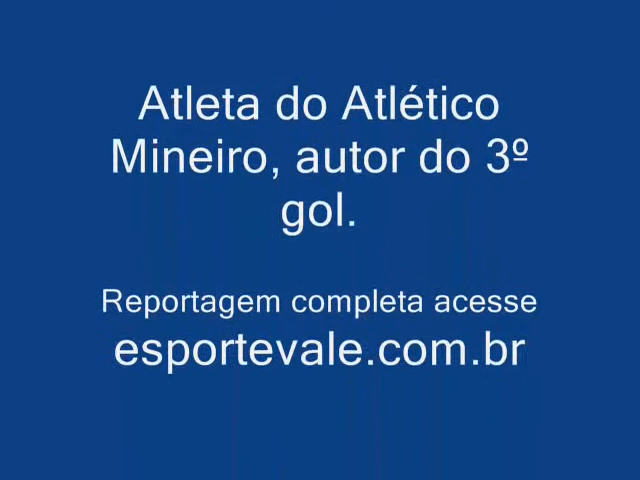 Atleta do Atlético
Mineiro, autor do 3º
gol.
Reportagem completa acesse
esportevale.com.br